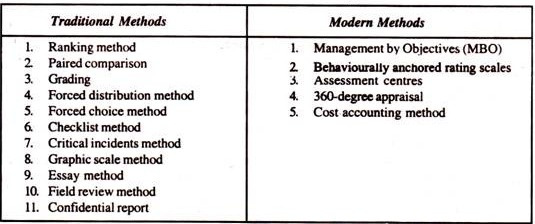 Traditional Methods
1. Ranking method
2. Paired comparison
3. Grading
4. Forced distribution method
5. Forced choice method
6. Checklist method
7. Critical incidents method
8. Graphic scale method
9. Essay method
10. Field review method
11. Confidential report
Modern Methods
1. Management by Objectives (MBO)
2. Behaviourally anchored rating scales
3. Assessment centres
4. 360-degree appraisal
5. Cost accounting method